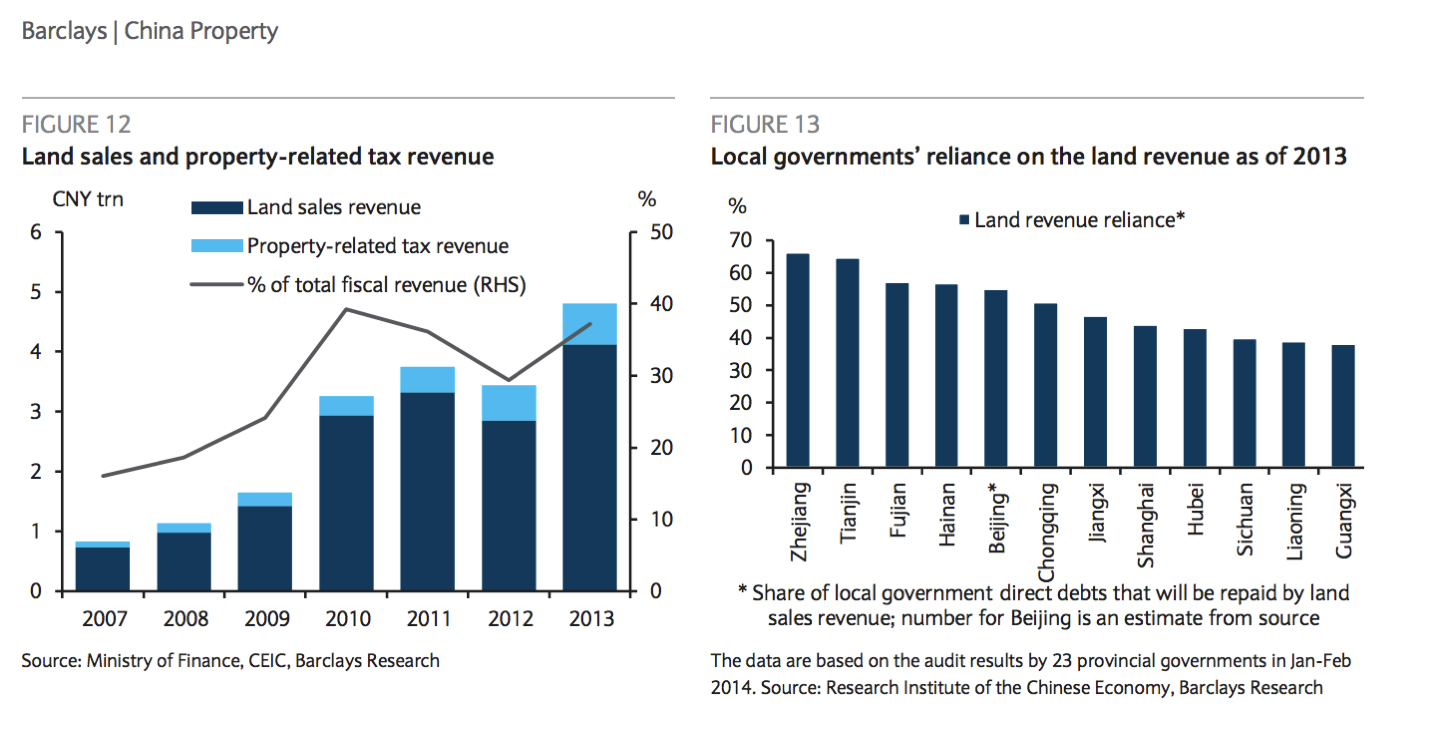 Barclays | China Property
FIGURE 12
Land sales and property-related tax revenue
CNY trn
%
Land sales revenue
Property-related tax revenue
% of total fiscal revenue (RHS)
6
5
4
3
2
1
0
50
40
30
20
10
0
2007 2008 2009 2010 2011 2012 2013
Source: Ministry of Finance, CEIC, Barclays Research
FIGURE 13
Local governments’ reliance on the land revenue as of 2013
%
Land revenue reliance*
70
60
50
40
30
20
10
0
Zhejiang
Tianjin
Fujian
Hainan
Beijing*
Chongqing
Jiangxi
Shanghai
Hubei
Sichuan
Liaoning
Guangxi
* Share of local government direct debts that will be repaid by land
sales revenue; number for Beijing is an estimate from source
The data are based on the audit results by 23 provincial governments in Jan-Feb
2014. Source: Research Institute of the Chinese Economy, Barclays Research